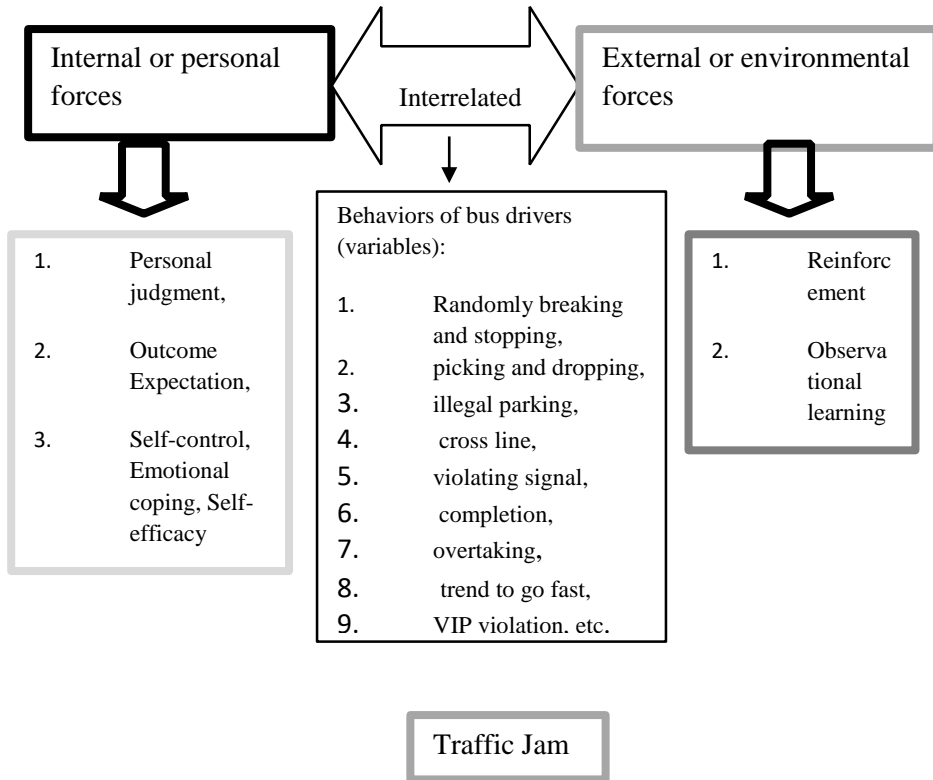 Internal or personal
forces
Interrelated
External or environmental
forces
1. Personal
judgment,
2. Outcome
Expectation,
3. Self-control,
Emotional
coping, Self-
efficacy
Behaviors of bus drivers
(variables):
1. Randomly breaking
and stopping,
2. picking and dropping,
3. illegal parking,
4. cross line,
5. violating signal,
6. completion,
7. overtaking,
8. trend to go fast,
9. VIP violation, etc.
1. Reinforc
ement
2. Observa
tional
learning
Traffic Jam